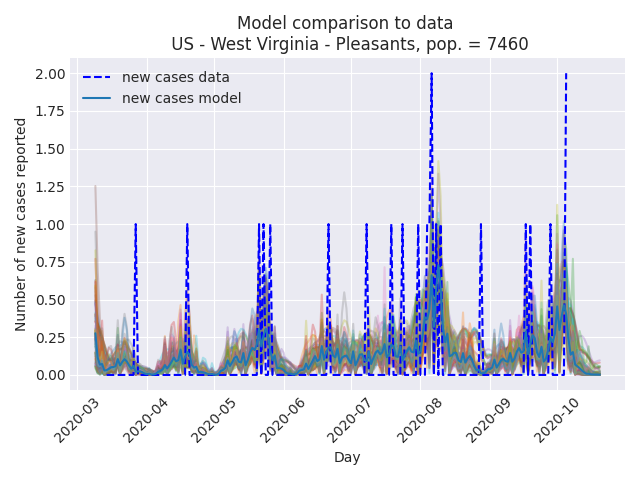 Model comparison to data
US - West Virginia - Pleasants, pop. = 7460
new cases data
new cases model
Number of new cases reported
2.00
1.75
1.50
1.25
1.00
0.75
0.50
0.25
0.00
2020-03
2020-04
2020-05
2020-06
2020-07
2020-08
2020-09
2020-10
Day